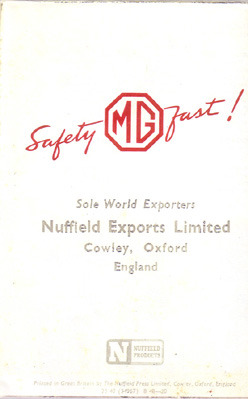 Safety MG fast!
Sole World Exporters
Nuffield Exports Limited
Cowley, Oxford
England
N NUFFIELD
PRODUCTS
Printed in Great Britain by The Nuffield Press Limited, Cowley, Oxford, England